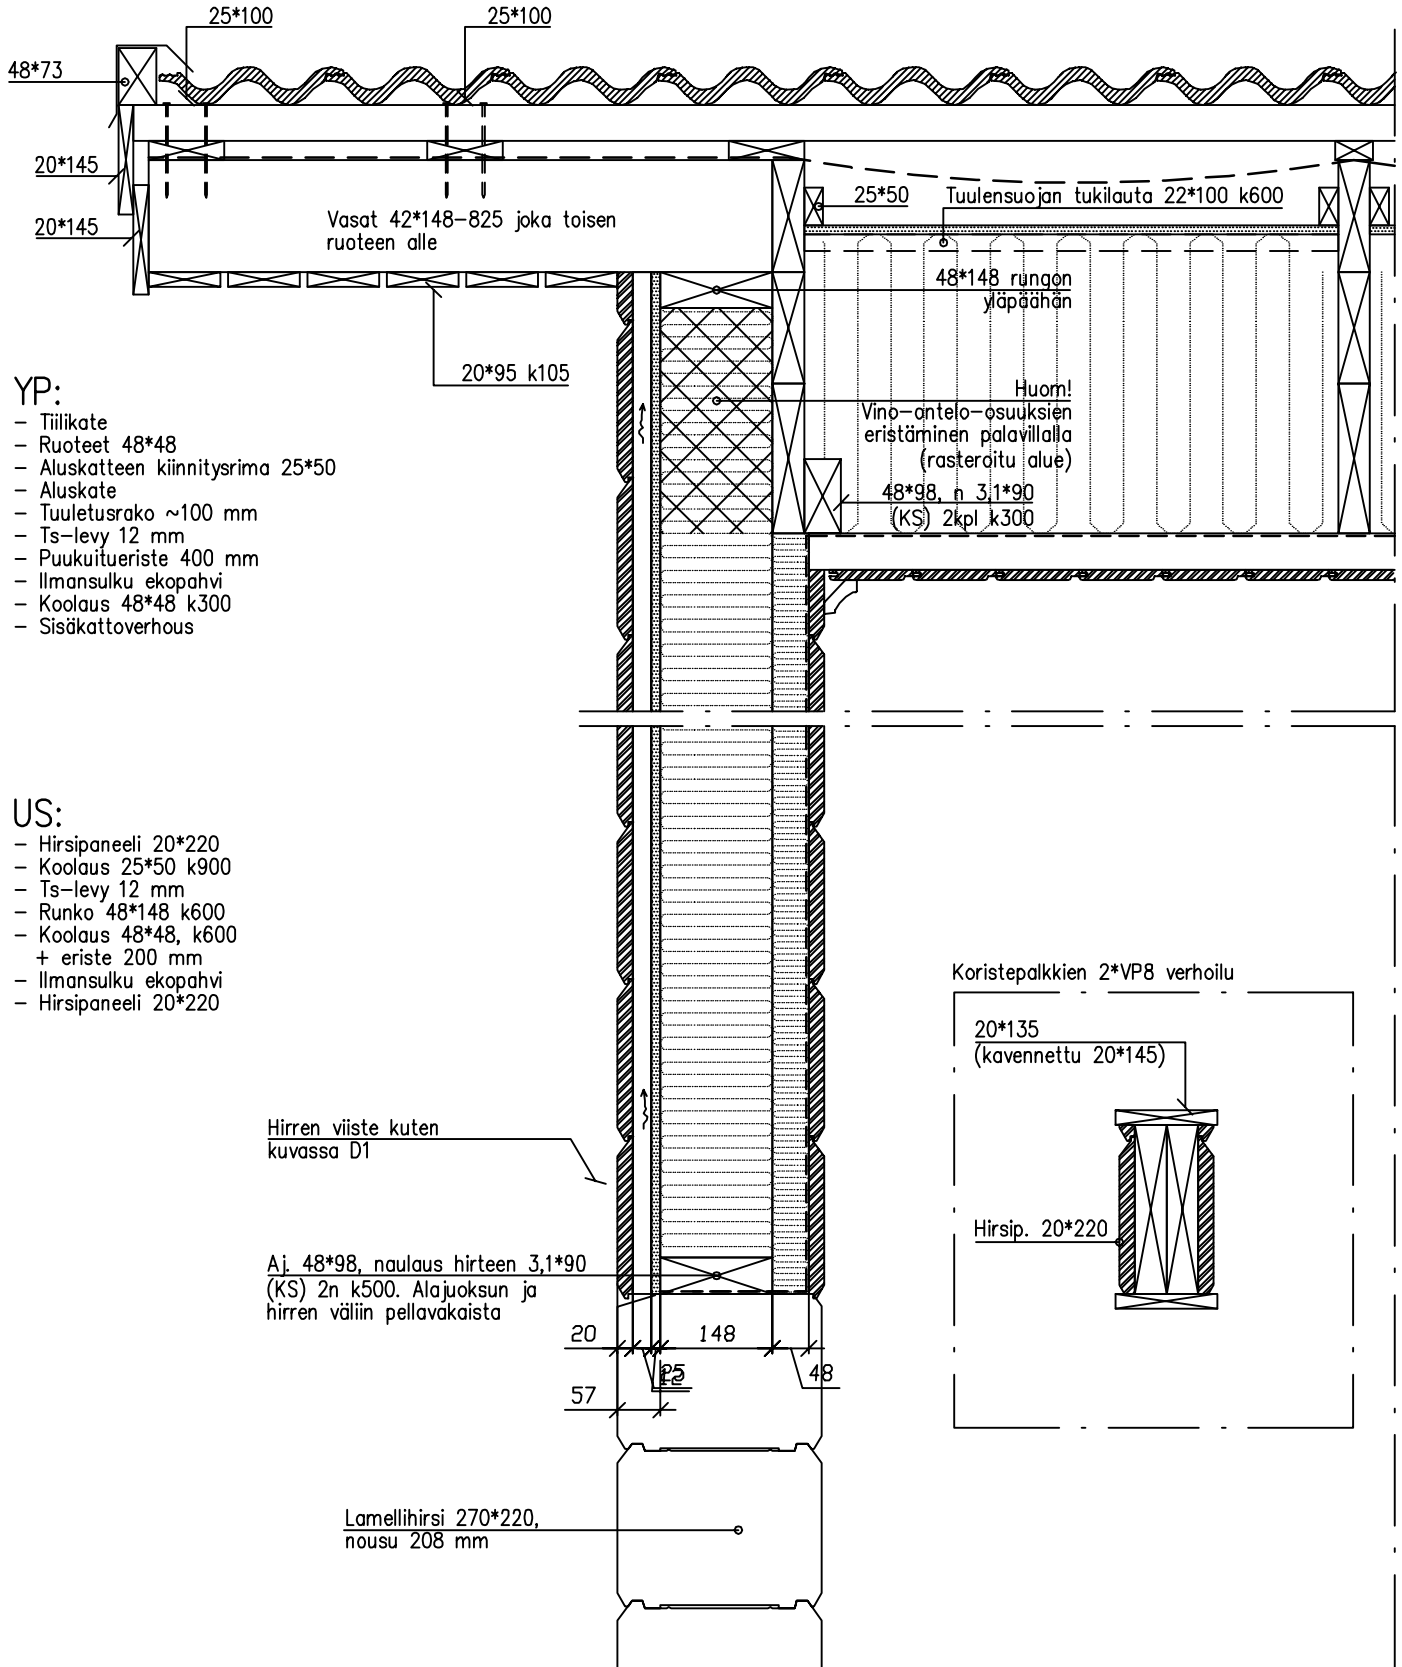 25*100
25*100
48*73
20*145
20*145
Vasat 42*148-825 joka toisen
ruoteen alle
25*50
Tuulensuojan tukilauta 22*100 k600
48*148 rungon
yläpäähän
20*95 k105
Huom!
Vino-antelo-osuuksien
eristäminen palavillalla
(rasteroitu alue)
48*98, n 3,1*90
(KS) 2kpl k300
YP:
- Tiilikate
- Ruoteet 48*48
- Aluskatteen kiinnitysrima 25*50
- Aluskate
- Tuuletusrako ~100 mm
- Ts-levy 12 mm
- Puukuitueriste 400 mm
- Ilmansulku ekopahvi
- Koolaus 48*48 k300
- Sisäkattoverhous
US:
- Hirsipaneeli 20*220
- Koolaus 25*50 k900
- Ts-levy 12 mm
- Runko 48*148 k600
- Koolaus 48*48, k600
+ eriste 200 mm
- Ilmansulku ekopahvi
- Hirsipaneeli 20*220
Koristepalkkien 2*VP8 verhoilu
20*135
(kavennettu 20*145)
Hirsip. 20*220
Hirren viiste kuten
kuvassa D1
Aj. 48*98, naulaus hirteen 3,1*90
(KS) 2n k500. Alajuoksun ja
hirren väliin pellavakaista
20
148
25
12
48
57
Lamellihirsi 270*220,
nousu 208 mm